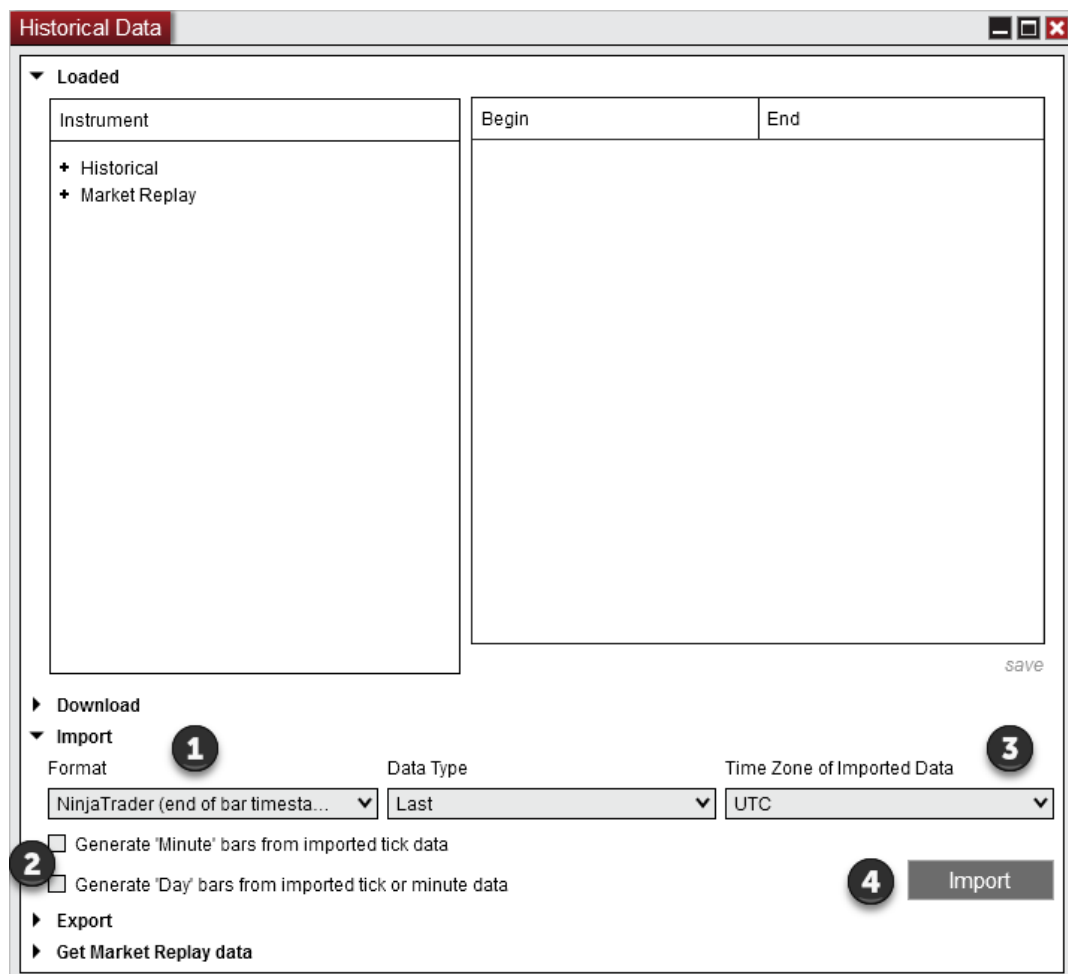 Historical Data
Loaded
Instrument
Begin
End
+ Historical
+ Market Replay
save
Download
Import
1
3
Format
Data Type
Time Zone of Imported Data
NinjaTrader (end of bar timesta...
Last
UTC
Generate 'Minute' bars from imported tick data
2
Generate 'Day' bars from imported tick or minute data
4
Import
Export
Get Market Replay data